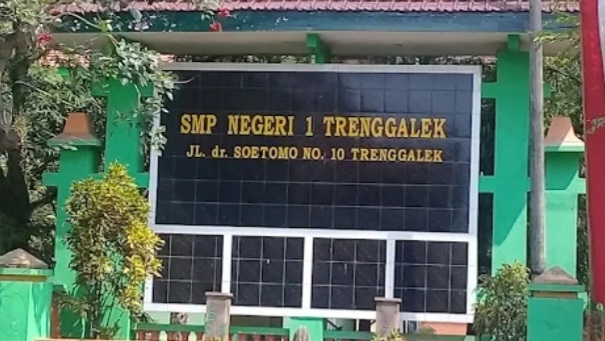 SMP NEGERI 1 TRENGGALEK
JL. dr. SOETOMO NO. 10 TRENGGALEK